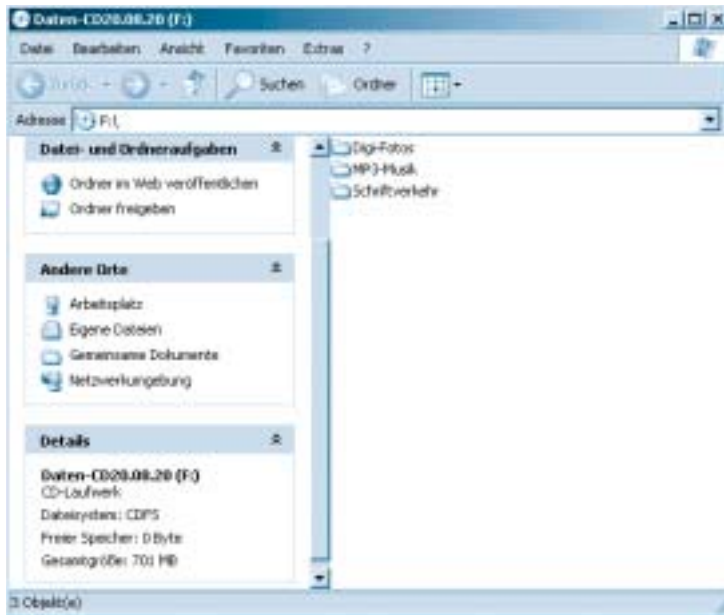 Daten-CD20.08.20 (F:)
Datei Bearbeiten Ansicht Favoriten Extras ?
Zurück Suchen Ordner
Adresse F:\
Datei- und Ordneraufgaben
Ordner im Web veröffentlichen
Ordner freigeben
Andere Orte
Arbeitsplatz
Eigene Dateien
Gemeinsame Dokumente
Netzwerkumgebung
Details
Daten-CD20.08.20 (F:)
CD-Laufwerk
Dateisystem: CDFS
Freier Speicher: 0 Byte
Gesamtgröße: 701 MB
Digi-Fotos
MP3-Musik
Schriftverkehr
3 Objekt(e)